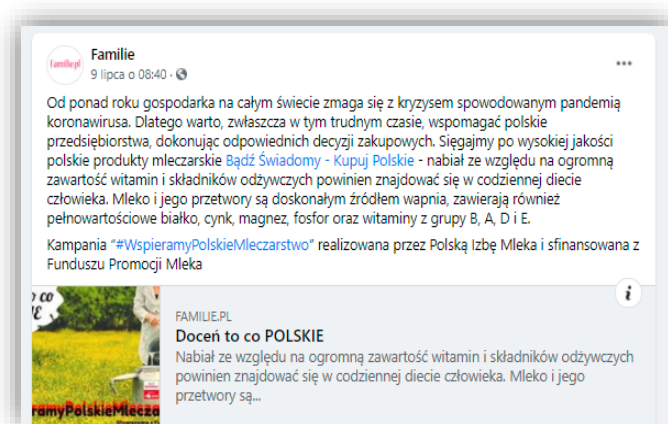 Familie.pl
Familie
9 lipca o 08:40 ·
Od ponad roku gospodarka na całym świecie zmaga się z kryzysem spowodowanym pandemią
koronawirusa. Dlatego warto, zwłaszcza w tym trudnym czasie, wspomagać polskie
przedsiębiorstwa, dokonując odpowiednich decyzji zakupowych. Sięgajmy po wysokiej jakości
polskie produkty mleczarskie Bądź Świadomy - Kupuj Polskie - nabiał ze względu na ogromną
zawartość witamin i składników odżywczych powinien znajdować się w codziennej diecie
człowieka. Mleko i jego przetwory są doskonałym źródłem wapnia, zawierają również
pełnowartościowe białko, cynk, magnez, fosfor oraz witaminy z grupy B, A, D i E.
Kampania "#WspieramyPolskieMleczarstwo" realizowana przez Polską Izbę Mleka i sfinansowana z
Funduszu Promocji Mleka
CO
FAMILIE.PL
Doceń to co POLSKIE
Nabiał ze względu na ogromną zawartość witamin i składników odżywczych
powinien znajdować się w codziennej diecie człowieka. Mleko i jego
przetwory są...
ramyPolskieMlecza